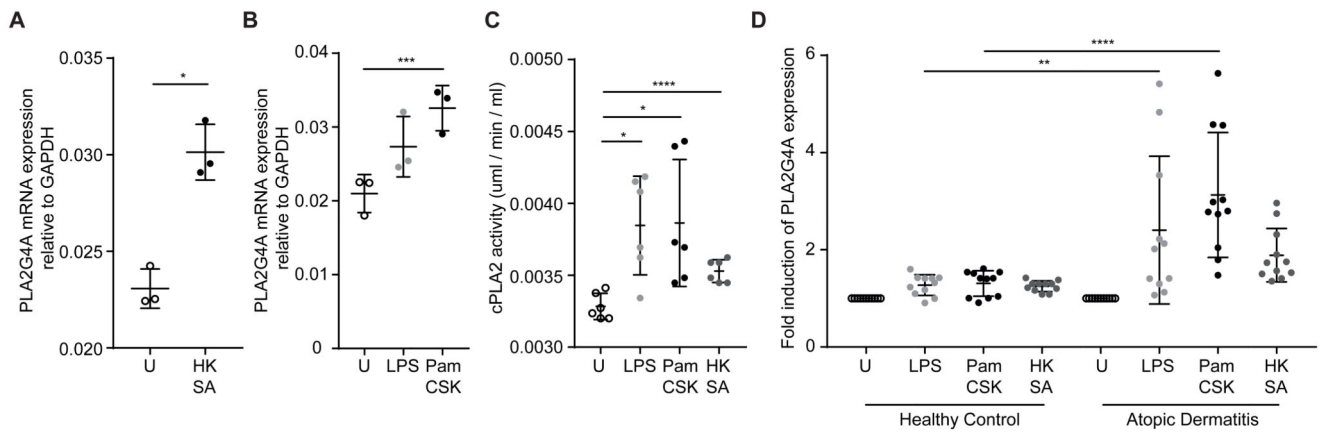 A
PLA2G4A mRNA expression
relative to GAPDH
0.035
0.030
0.025
0.020
*
U
HK
SA
B
PLA2G4A mRNA expression
relative to GAPDH
0.04
0.03
0.02
0.01
0
***
U
LPS
Pam
CSK
C
cPLA2 activity (uml / min / ml)
0.0050
0.0045
0.0040
0.0035
0.0030
****
*
*
U
LPS
Pam
CSK
HK
SA
D
Fold induction of PLA2G4A expression
6
4
2
0
****
**
U
LPS
Pam
CSK
HK
SA
U
LPS
Pam
CSK
HK
SA
Healthy Control
Atopic Dermatitis